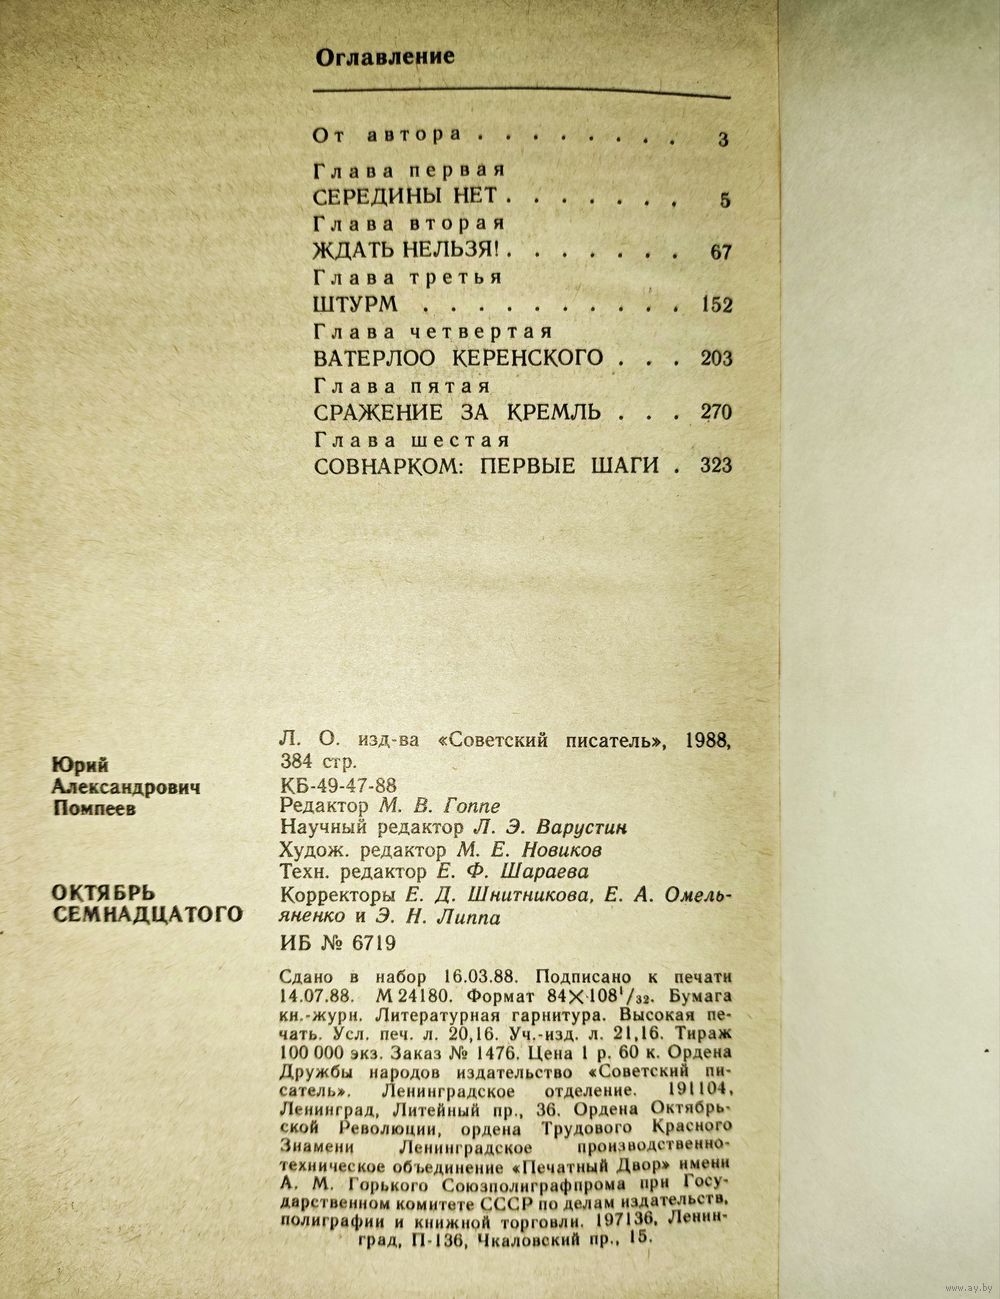 Оглавление
От автора . . . . . . . . 3
Глава первая
СЕРЕДИНЫ НЕТ . . . . . . . 5
Глава вторая
ЖДАТЬ НЕЛЬЗЯ! . . . . . . . 67
Глава третья
ШТУРМ . . . . . . . . . . 152
Глава четвертая
ВАТЕРЛОО КЕРЕНСКОГО . . . 203
Глава пятая
СРАЖЕНИЕ ЗА КРЕМЛЬ . . . 270
Глава шестая
СОВНАРКОМ: ПЕРВЫЕ ШАГИ . 323
Юрий
Александрович
Помпеев
ОКТЯБРЬ
СЕМНАДЦАТОГО
Л. О. изд-ва «Советский писатель», 1988,
384 стр.
КБ-49-47-88
Редактор М. В. Гоппе
Научный редактор Л. Э. Варустин
Худож. редактор М. Е. Новиков
Техн. редактор Е. Ф. Шараева
Корректоры Е. Д. Шнитникова, Е. А. Омель-
яненко и Э. Н. Липпа
ИБ № 6719
Сдано в набор 16.03.88. Подписано к печати
14.07.88. М 24180. Формат 84×108¹/₃₂. Бумага
кн.-журн. Литературная гарнитура. Высокая пе-
чать. Усл. печ. л. 20,16. Уч.-изд. л. 21,16. Тираж
100 000 экз. Заказ № 1476. Цена 1 р. 60 к. Ордена
Дружбы народов издательство «Советский пи-
сатель». Ленинградское отделение. 191104,
Ленинград, Литейный пр., 36. Ордена Октябрь-
ской Революции, ордена Трудового Красного
Знамени Ленинградское производственно-
техническое объединение «Печатный Двор» имени
А. М. Горького Союзполиграфпрома при Госу-
дарственном комитете СССР по делам издательств,
полиграфии и книжной торговли. 197136, Ленин-
град, П-136, Чкаловский пр., 15.
www.ay.by